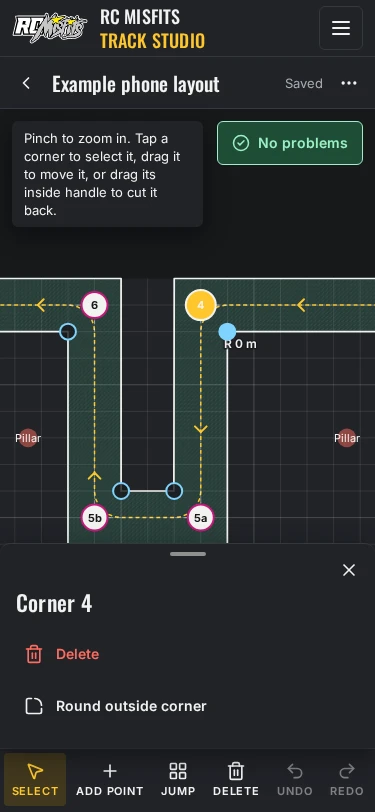 RC Misfits
RC MISFITS
TRACK STUDIO
Example phone layout
Saved
Pinch to zoom in. Tap a
corner to select it, drag it
to move it, or drag its
inside handle to cut it
back.
No problems
6
4
R 0 m
Pillar
Pillar
5b
5a
Corner 4
Delete
Round outside corner
SELECT
ADD POINT
JUMP
DELETE
UNDO
REDO